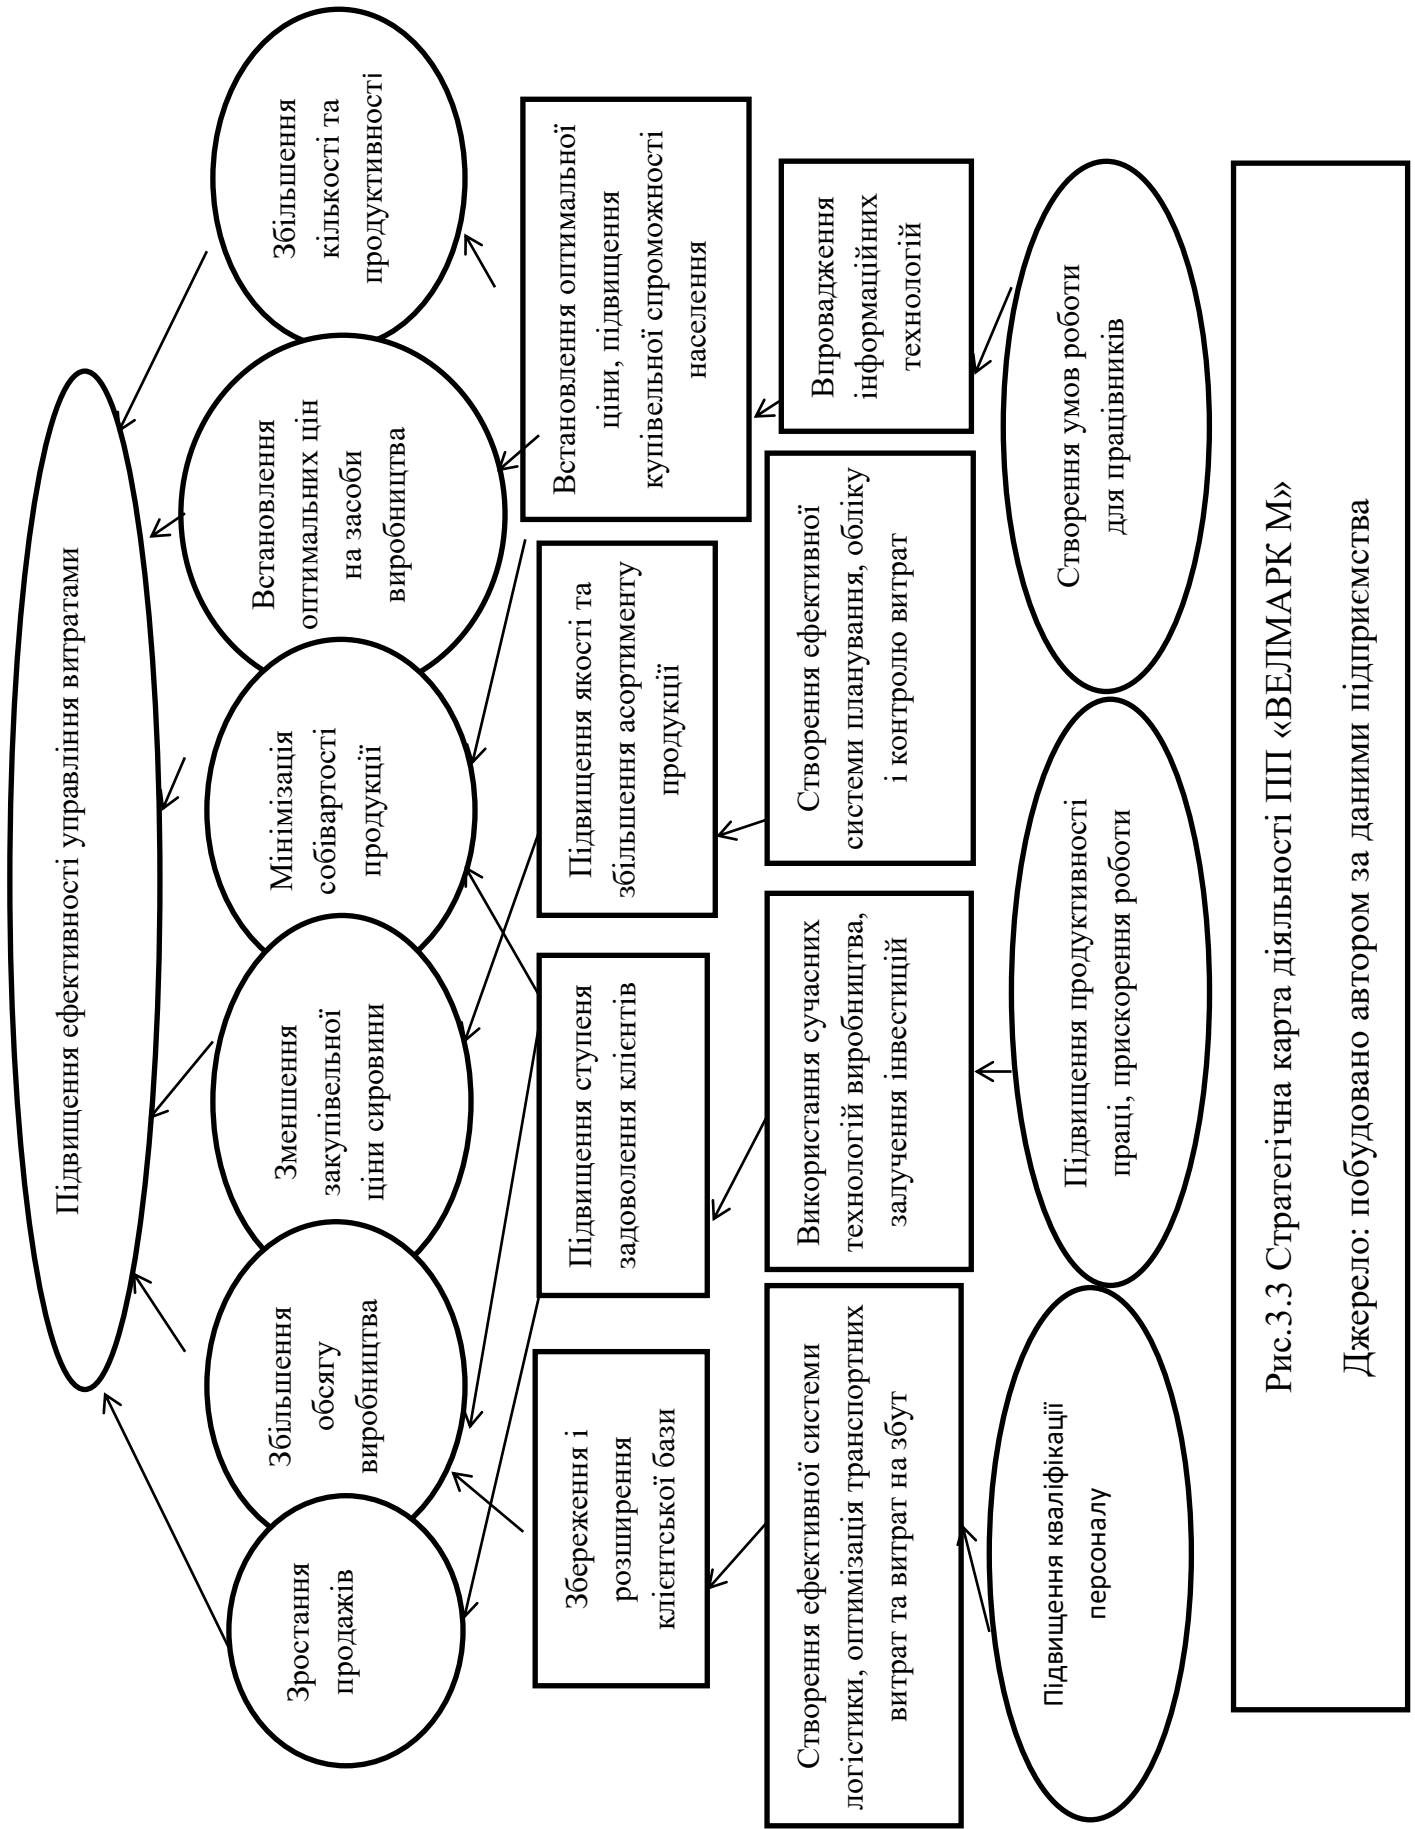 Підвищення ефективності управління витратами
Зростання
продажів
Збільшення
обсягу
виробництва
Зменшення
закупівельної
ціни сировини
Мінімізація
собівартості
продукції
Встановлення
оптимальних цін
на засоби
виробництва
Збільшення
кількості та
продуктивності
Збереження і
розширення
клієнтської бази
Підвищення ступеня
задоволення клієнтів
Підвищення якості та
збільшення асортименту
продукції
Встановлення оптимальної
ціни, підвищення
купівельної спроможності
населення
Створення ефективної системи
логістики, оптимізація транспортних
витрат та витрат на збут
Використання сучасних
технологій виробництва,
залучення інвестицій
Створення ефективної
системи планування, обліку
і контролю витрат
Впровадження
інформаційних
технологій
Підвищення кваліфікації
персоналу
Підвищення продуктивності
праці, прискорення роботи
Створення умов роботи
для працівників
Рис.3.3 Стратегічна карта діяльності ПП «ВЕЛМАРК М»
Джерело: побудовано автором за даними підприємства